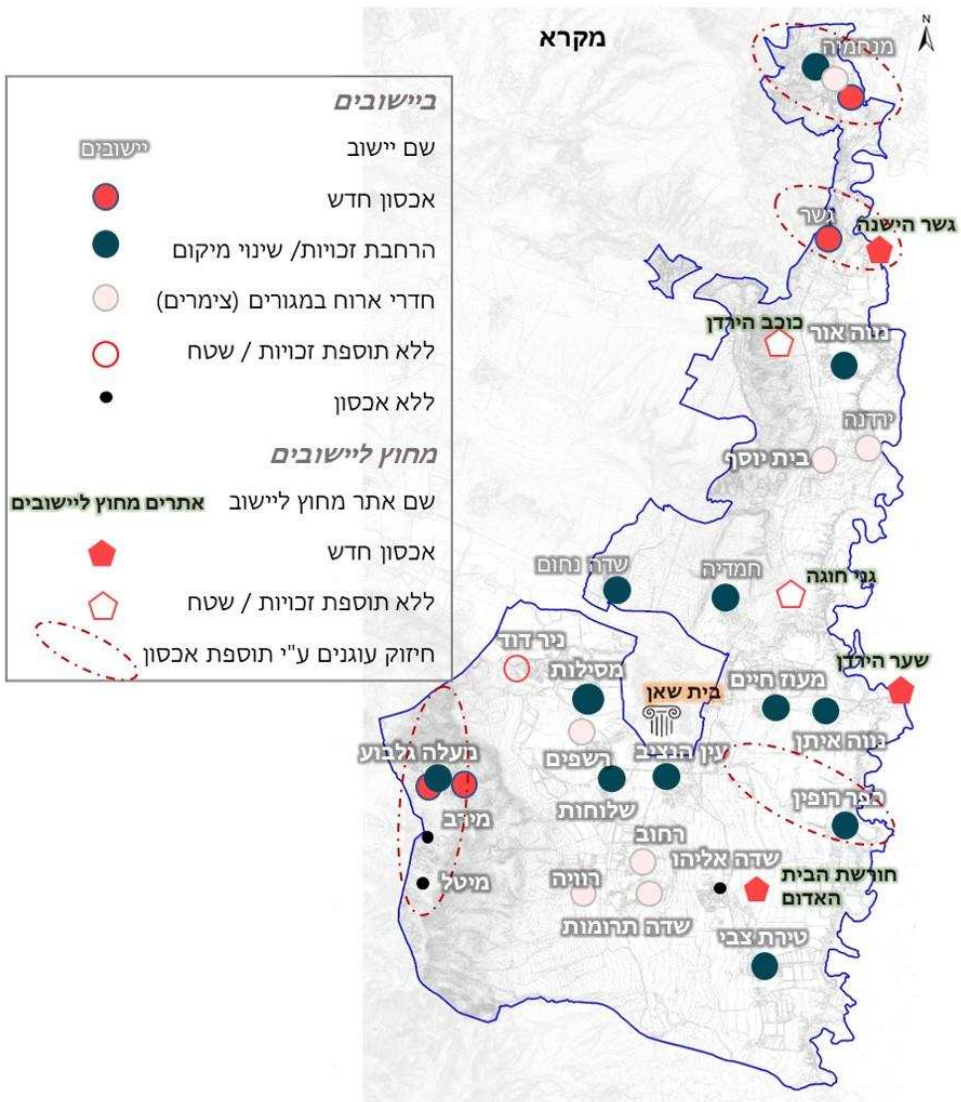 מקרא
N
ביישובים
שם יישוב
יישובים
אכסון חדש
הרחבת זכויות/ שינוי מיקום
חדרי ארוח במגורים (צימרים)
ללא תוספת זכויות / שטח
ללא אכסון
מחוץ ליישובים
שם אתר מחוץ ליישוב
אתרים מחוץ ליישובים
אכסון חדש
ללא תוספת זכויות / שטח
חיזוק עוגנים ע"י תוספת אכסון
מנחמיה
גשר
גשר הישנה
כוכב הירדן
נווה אור
ירדנה
בית יוסף
שדה נחום
חמדיה
גני חוגה
ניר דוד
מסילות
בית שאן
מעוז חיים
שער הירדן
נווה איתן
מעלה גלבוע
רשפים
עין הנציב
שלוחות
כפר רופין
מירב
רחוב
שדה אליהו
חורשת הבית
האדום
מיטל
רוויה
שדה תרומות
טירת צבי